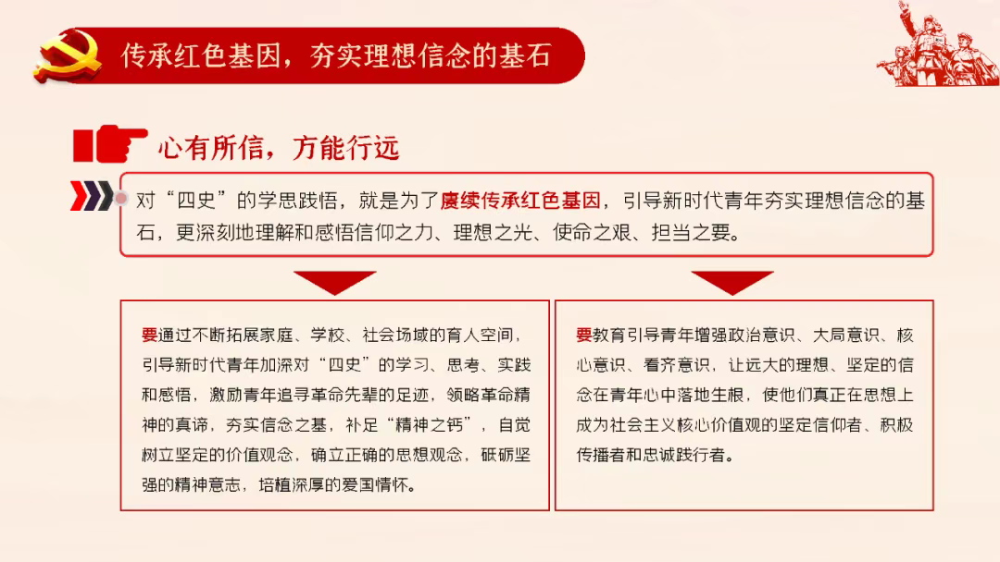 传承红色基因，夯实理想信念的基石
心有所信，方能行远
对“四史”的学思践悟，就是为了赓续传承红色基因，引导新时代青年夯实理想信念的基
石，更深刻地理解和感悟信仰之力、理想之光、使命之艰、担当之要。
要通过不断拓展家庭、学校、社会场域的育人空间，
引导新时代青年加深对“四史”的学习、思考、实践
和感悟，激励青年追寻革命先辈的足迹，领略革命精
神的真谛，夯实信念之基，补足“精神之钙”，自觉
树立坚定的价值观念，确立正确的思想观念，砥砺坚
强的精神意志，培植深厚的爱国情怀。
要教育引导青年增强政治意识、大局意识、核
心意识、看齐意识，让远大的理想、坚定的信
念在青年心中落地生根，使他们真正在思想上
成为社会主义核心价值观的坚定信仰者、积极
传播者和忠诚践行者。